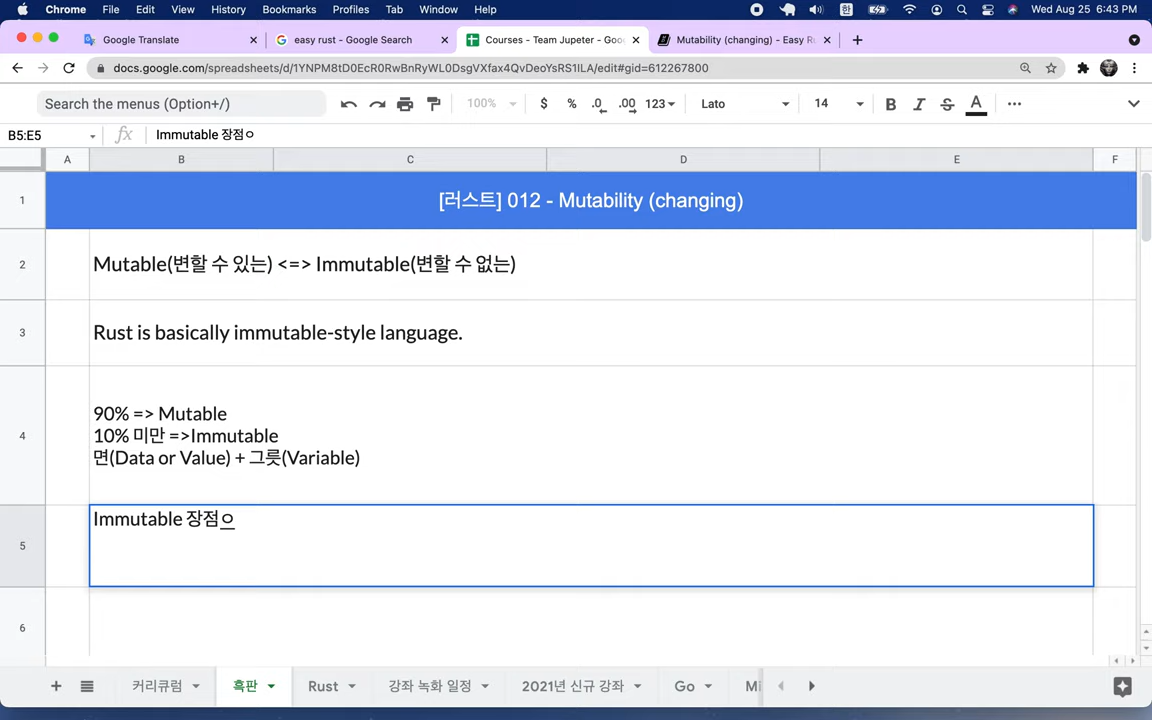 Chrome File Edit View History Bookmarks Profiles Tab Window Help 한 Wed Aug 25 6:43 PM
Google Translate easy rust - Google Search Courses - Team Jupeter - Goo Mutability (changing) - Easy R
docs.google.com/spreadsheets/d/1YNPM8tD0EcR0RwBnRyWL0DsgVXfax4QvDeoYsRS1ILA/edit#gid=612267800
Search the menus (Option+/) 100% $ % .0 .00 123 Lato 14 B I S A
B5:E5 fx Immutable 장점ㅇ
A B C D E F
1 [러스트] 012 - Mutability (changing)
2 Mutable(변할 수 있는) <=> Immutable(변할 수 없는)
3 Rust is basically immutable-style language.
90% => Mutable
4 10% 미만 =>Immutable
면(Data or Value) + 그릇(Variable)
Immutable 장점ㅇ
5
6
커리큐럼 흑판 Rust 강좌 녹화 일정 2021년 신규 강좌 Go Mi